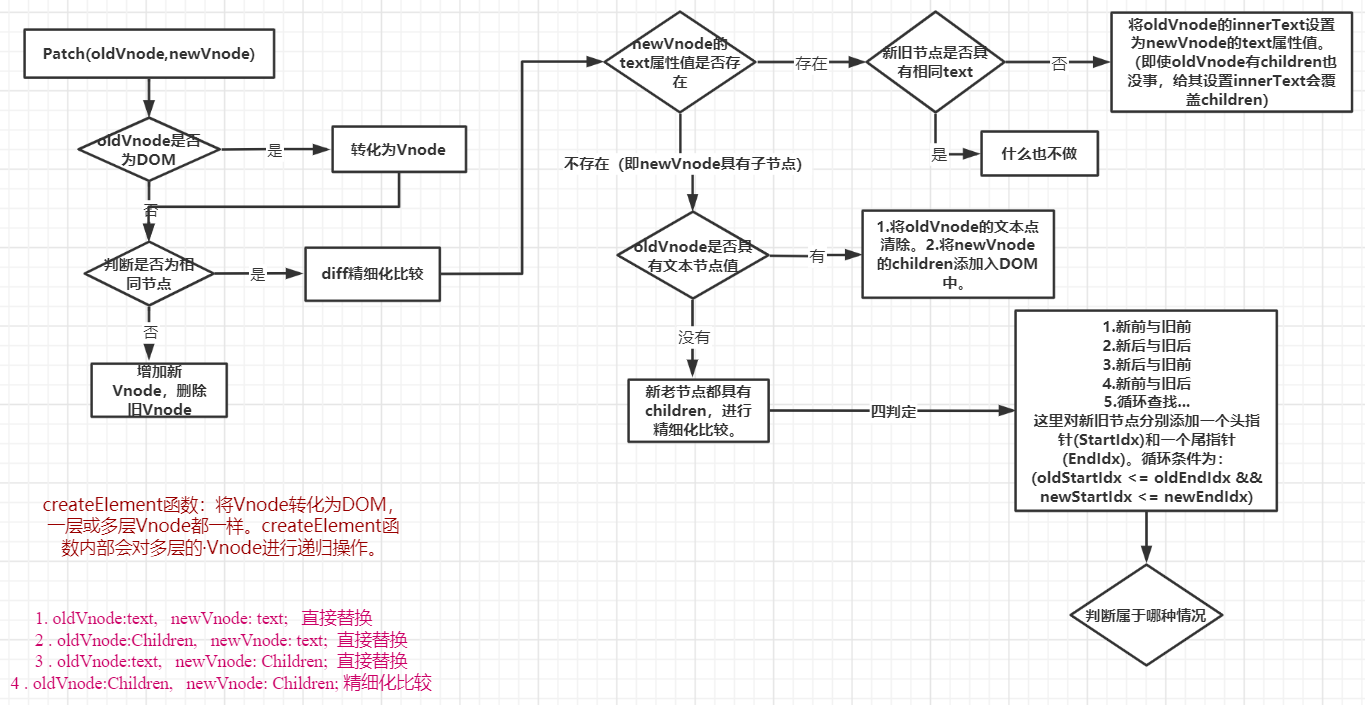 Patch(oldVnode,newVnode)
oldVnode是否
为DOM
是
转化为Vnode
否
判断是否为相
同节点
是
diff精细化比较
否
增加新
Vnode，删除
旧Vnode
newVnode的
text属性值是否存
在
存在
新旧节点是否具
有相同text
否
将oldVnode的innerText设置
为newVnode的text属性值。
（即使oldVnode有children也
没事，给其设置innerText会覆
盖children）
是
什么也不做
不存在（即newVnode具有子节点）
oldVnode是否具
有文本节点值
有
1.将oldVnode的文本点
清除。2.将newVnode
的children添加入DOM
中。
没有
新老节点都具有
children，进行
精细化比较。
四判定
1.新前与旧前
2.新后与旧后
3.新后与旧前
4.新前与旧后
5.循环查找...
这里对新旧节点分别添加一个头指
针(StartIdx)和一个尾指针
(EndIdx)。循环条件为：
(oldStartIdx <= oldEndIdx &&
newStartIdx <= newEndIdx)
判断属于哪种情况
createElement函数：将Vnode转化为DOM，
一层或多层Vnode都一样。createElement函
数内部会对多层的·Vnode进行递归操作。
1. oldVnode:text,   newVnode: text;   直接替换
2 . oldVnode:Children,   newVnode: text;  直接替换
3 . oldVnode:text,   newVnode: Children;  直接替换
4 . oldVnode:Children,   newVnode: Children; 精细化比较